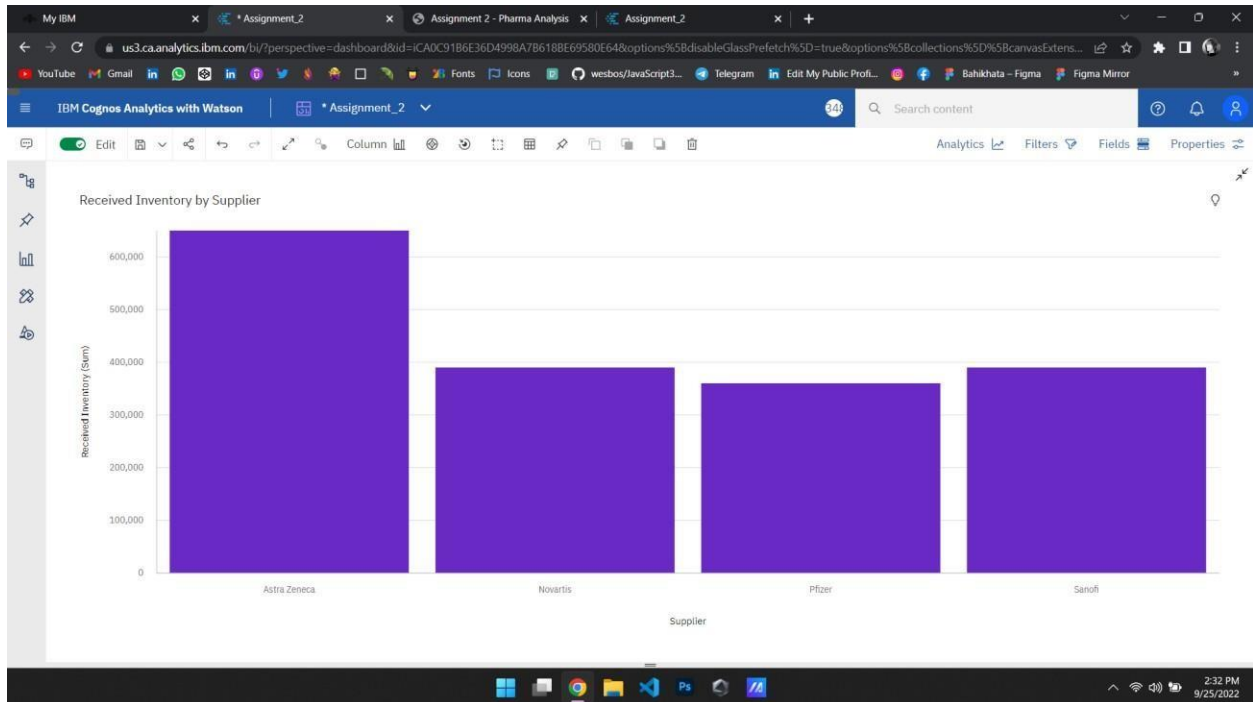 My IBM
* Assignment_2
Assignment 2 - Pharma Analysis
Assignment_2
us3.ca.analytics.ibm.com/bi/?perspective=dashboard&id=iCA0C91B6E36D4998A7B618BE69580E64&options%5BdisableGlassPrefetch%5D=true&options%5Bcollections%5D%5BcanvasExtens...
YouTube Gmail Fonts Icons wesbos/JavaScript3... Telegram Edit My Public Profi... Bahikhata – Figma Figma Mirror »
IBM Cognos Analytics with Watson
* Assignment_2
Search content
Edit
Column
Analytics Filters Fields Properties
Received Inventory by Supplier
Received Inventory (Sum)
600,000
500,000
400,000
300,000
200,000
100,000
0
Astra Zeneca Novartis Pfizer Sanofi
Supplier
Ps
2:32 PM
9/25/2022